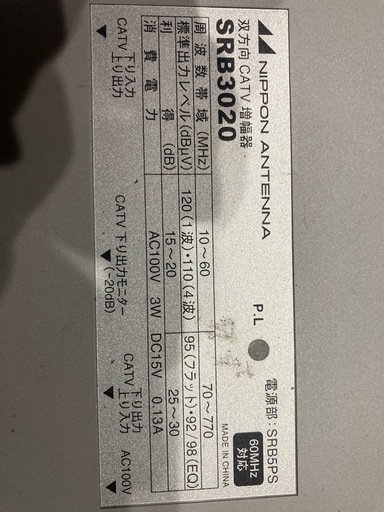 NIPPON ANTENNA
双方向CATV増幅器
SRB3020
P.L
電源部:SRB5PS
60MHz
対応
MADE IN CHINA
周波数帯域(MHz) 10～60 70～770
標準出力レベル(dBμV) 120(1波)・110(4波) 95(フラット)・92/98(EQ)
利得(dB) 15～20 25～30
消費電力 AC100V 3W DC15V 0.13A
CATV 下り入力
上り出力
CATV 下り出力モニター
(-20dB)
CATV 下り出力
上り入力
AC100V